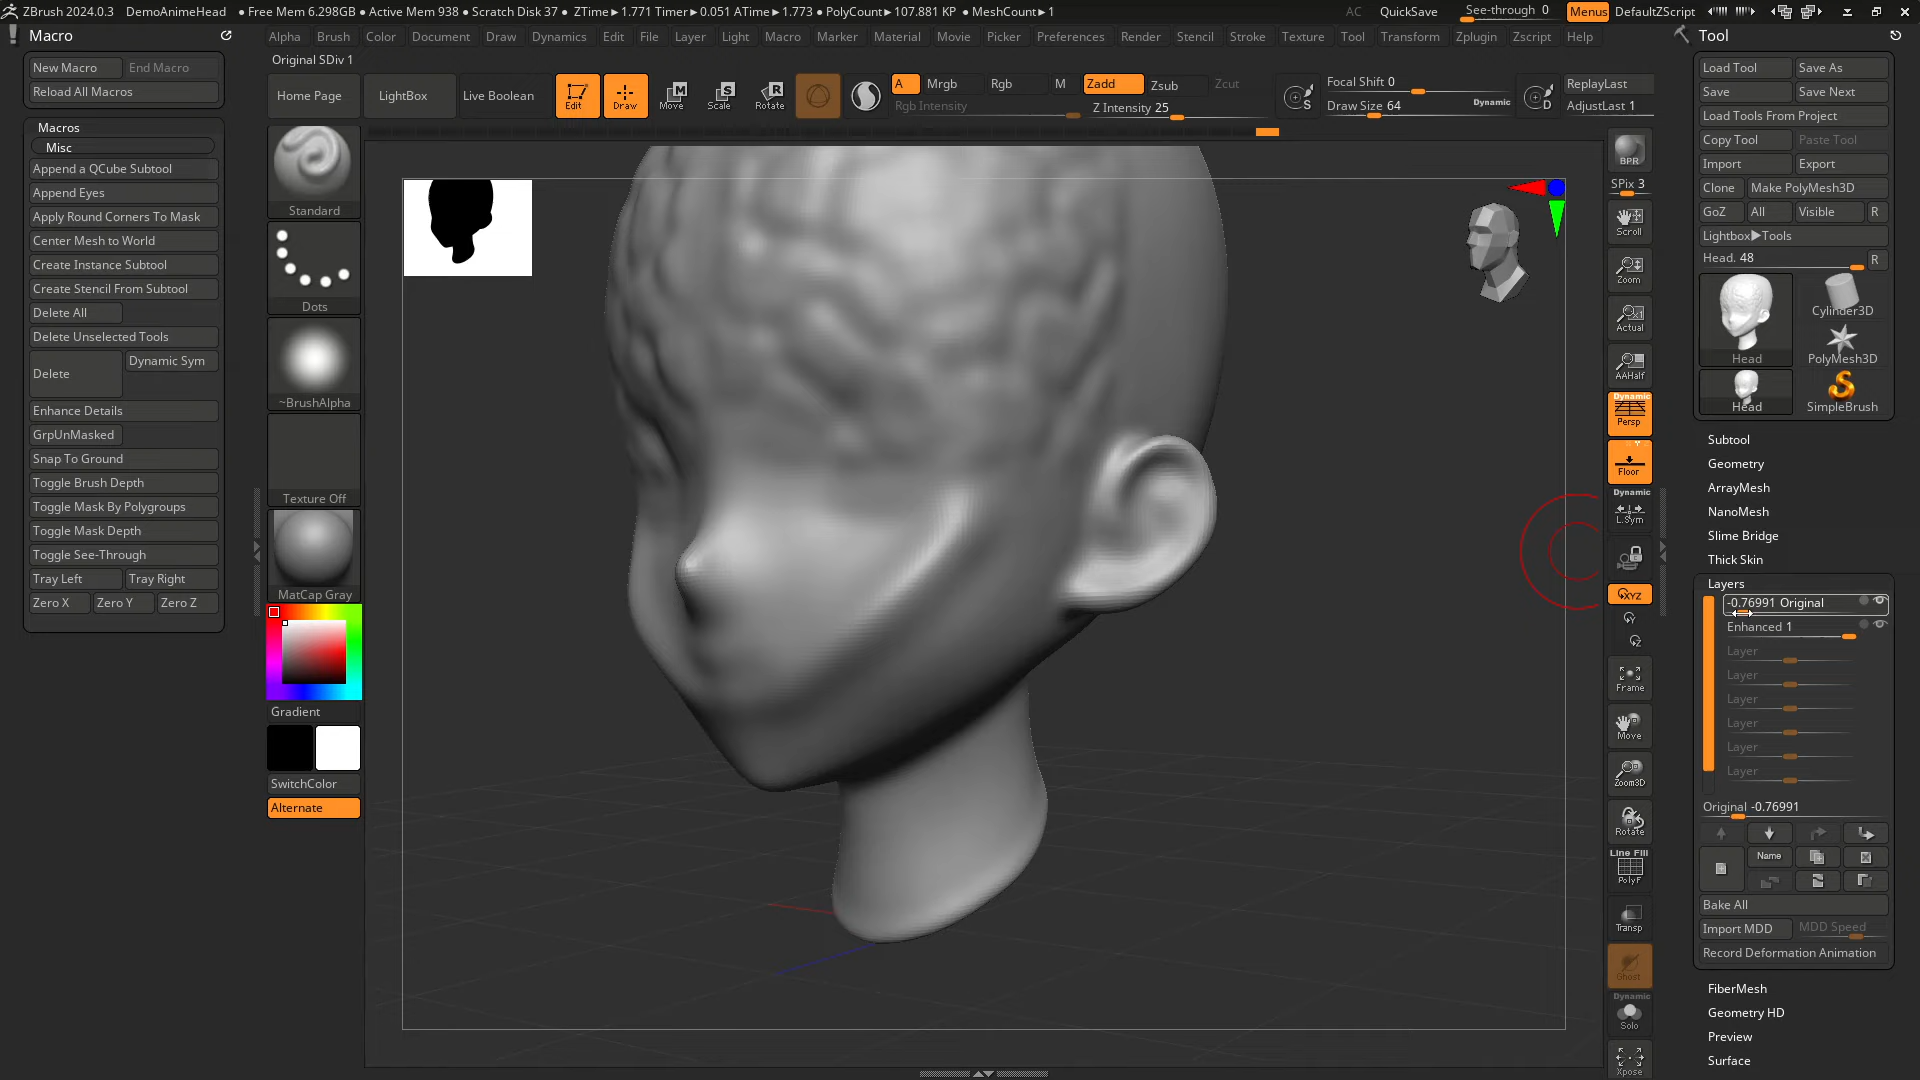 ZBrush 2024.0.3 DemoAnimeHead • Free Mem 6.298GB • Active Mem 938 • Scratch Disk 37 • ZTime▸1.771 Timer▸0.051 ATime▸1.773 • PolyCount▸107.881 KP • MeshCount▸1 AC QuickSave See-through 0 Menus DefaultZScript
Macro
Alpha Brush Color Document Draw Dynamics Edit File Layer Light Macro Marker Material Movie Picker Preferences Render Stencil Stroke Texture Tool Transform Zplugin Zscript Help
Tool
Original SDiv 1
New Macro End Macro
Reload All Macros
Macros
Misc
Append a QCube Subtool
Append Eyes
Apply Round Corners To Mask
Center Mesh to World
Create Instance Subtool
Create Stencil From Subtool
Delete All
Delete Unselected Tools
Delete Dynamic Sym
Enhance Details
GrpUnMasked
Snap To Ground
Toggle Brush Depth
Toggle Mask By Polygroups
Toggle Mask Depth
Toggle See-Through
Tray Left Tray Right
Zero X Zero Y Zero Z
Home Page LightBox Live Boolean Edit Draw Move Scale Rotate
M S R
A Mrgb Rgb M Zadd Zsub Zcut
Rgb Intensity Z Intensity 25
S Focal Shift 0
Draw Size 64 Dynamic
D ReplayLast
AdjustLast 1
Standard
Dots
~BrushAlpha
Texture Off
MatCap Gray
Gradient
SwitchColor
Alternate
BPR
SPix 3
Scroll
Zoom
Actual
AAHalf
Dynamic
Persp
Floor
Dynamic
L.Sym
XYZ
Y
Z
Frame
Move
Zoom3D
Rotate
Line Fill
PolyF
Transp
Ghost
Dynamic
Solo
Xpose
Load Tool Save As
Save Save Next
Load Tools From Project
Copy Tool Paste Tool
Import Export
Clone Make PolyMesh3D
GoZ All Visible R
Lightbox▶Tools
Head. 48 R
Head Cylinder3D
PolyMesh3D
Head SimpleBrush
Subtool
Geometry
ArrayMesh
NanoMesh
Slime Bridge
Thick Skin
Layers
-0.76991 Original
Enhanced 1
Layer
Layer
Layer
Layer
Layer
Layer
Original -0.76991
Name
Bake All
Import MDD MDD Speed
Record Deformation Animation
FiberMesh
Geometry HD
Preview
Surface